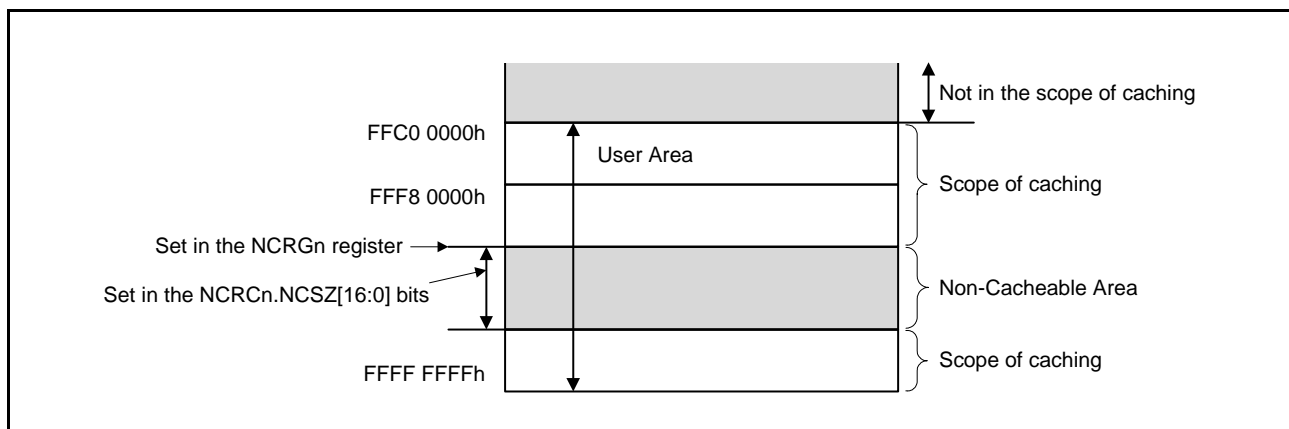 Not in the scope of caching
FFC0 0000h
User Area
Scope of caching
FFF8 0000h
Set in the NCRGn register
Set in the NCRCn.NCSZ[16:0] bits
Non-Cacheable Area
Scope of caching
FFFF FFFFh